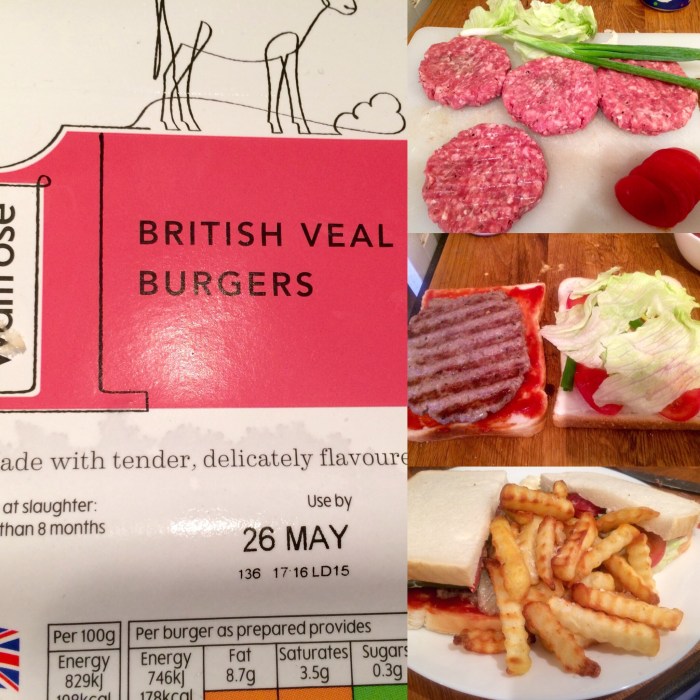 Waitrose
BRITISH VEAL
BURGERS
ade with tender, delicately flavoure
at slaughter:
than 8 months
Use by
26 MAY
136 17:16 LD15
Per 100g
Per burger as prepared provides
Energy
829kJ
198kcal
Energy
746kJ
178kcal
Fat
8.7g
Saturates
3.5g
Sugars
0.3g